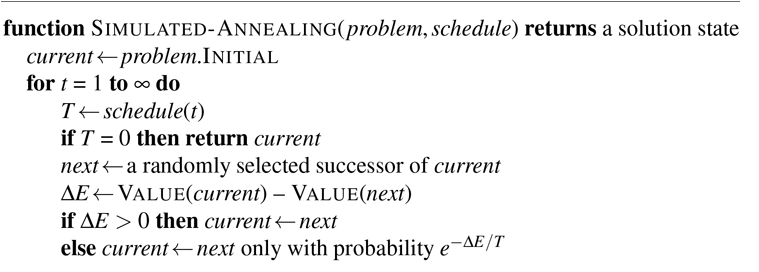 function SIMULATED-ANNEALING(problem, schedule) returns a solution state
current ← problem.INITIAL
for t = 1 to ∞ do
T ← schedule(t)
if T = 0 then return current
next ← a randomly selected successor of current
ΔE ← VALUE(current) – VALUE(next)
if ΔE > 0 then current ← next
else current ← next only with probability e^{−ΔE/T}